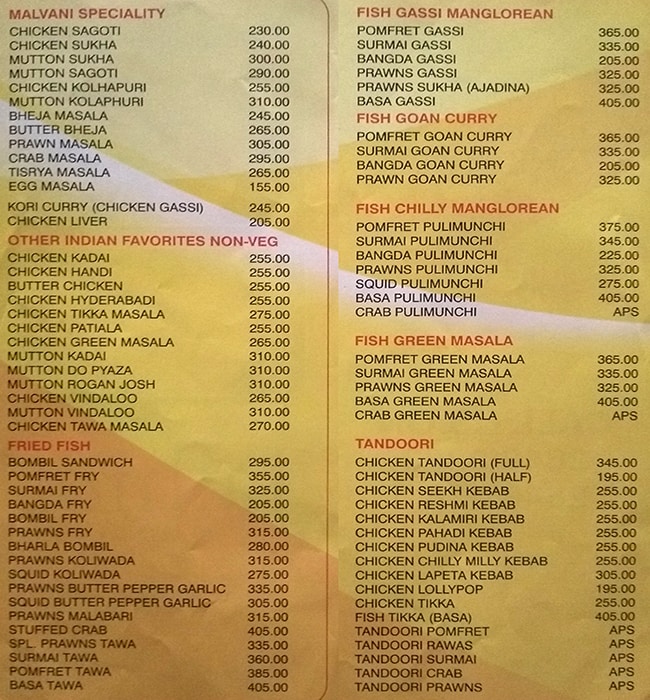 MALVANI SPECIALITY
CHICKEN SAGOTI 230.00
CHICKEN SUKHA 240.00
MUTTON SUKHA 300.00
MUTTON SAGOTI 290.00
CHICKEN KOLHAPURI 255.00
MUTTON KOLAPHURI 310.00
BHEJA MASALA 245.00
BUTTER BHEJA 265.00
PRAWN MASALA 305.00
CRAB MASALA 295.00
TISRYA MASALA 265.00
EGG MASALA 155.00
KORI CURRY (CHICKEN GASSI) 245.00
CHICKEN LIVER 205.00
OTHER INDIAN FAVORITES NON-VEG
CHICKEN KADAI 255.00
CHICKEN HANDI 255.00
BUTTER CHICKEN 255.00
CHICKEN HYDERABADI 255.00
CHICKEN TIKKA MASALA 275.00
CHICKEN PATIALA 255.00
CHICKEN GREEN MASALA 265.00
MUTTON KADAI 310.00
MUTTON DO PYAZA 310.00
MUTTON ROGAN JOSH 310.00
CHICKEN VINDALOO 265.00
MUTTON VINDALOO 310.00
CHICKEN TAWA MASALA 270.00
FRIED FISH
BOMBIL SANDWICH 295.00
POMFRET FRY 355.00
SURMAI FRY 325.00
BANGDA FRY 205.00
BOMBIL FRY 205.00
PRAWNS FRY 315.00
BHARLA BOMBIL 280.00
PRAWNS KOLIWADA 315.00
SQUID KOLIWADA 275.00
PRAWNS BUTTER PEPPER GARLIC 335.00
SQUID BUTTER PEPPER GARLIC 305.00
PRAWNS MALABARI 315.00
STUFFED CRAB 405.00
SPL. PRAWNS TAWA 335.00
SURMAI TAWA 360.00
POMFRET TAWA 385.00
BASA TAWA 405.00
FISH GASSI MANGLOREAN
POMFRET GASSI 365.00
SURMAI GASSI 335.00
BANGDA GASSI 205.00
PRAWNS GASSI 325.00
PRAWNS SUKHA (AJADINA) 325.00
BASA GASSI 405.00
FISH GOAN CURRY
POMFRET GOAN CURRY 365.00
SURMAI GOAN CURRY 335.00
BANGDA GOAN CURRY 205.00
PRAWN GOAN CURRY 325.00
FISH CHILLY MANGLOREAN
POMFRET PULIMUNCHI 375.00
SURMAI PULIMUNCHI 345.00
BANGDA PULIMUNCHI 225.00
PRAWNS PULIMUNCHI 325.00
SQUID PULIMUNCHI 275.00
BASA PULIMUNCHI 405.00
CRAB PULIMUNCHI APS
FISH GREEN MASALA
POMFRET GREEN MASALA 365.00
SURMAI GREEN MASALA 335.00
PRAWNS GREEN MASALA 325.00
BASA GREEN MASALA 405.00
CRAB GREEN MASALA APS
TANDOORI
CHICKEN TANDOORI (FULL) 345.00
CHICKEN TANDOORI (HALF) 195.00
CHICKEN SEEKH KEBAB 255.00
CHICKEN RESHMI KEBAB 255.00
CHICKEN KALAMIRI KEBAB 255.00
CHICKEN PAHADI KEBAB 255.00
CHICKEN PUDINA KEBAB 255.00
CHICKEN CHILLY MILLY KEBAB 255.00
CHICKEN LAPETA KEBAB 305.00
CHICKEN LOLLYPOP 195.00
CHICKEN TIKKA 255.00
FISH TIKKA (BASA) 405.00
TANDOORI POMFRET APS
TANDOORI RAWAS APS
TANDOORI SURMAI APS
TANDOORI CRAB APS
TANDOORI PRAWNS APS